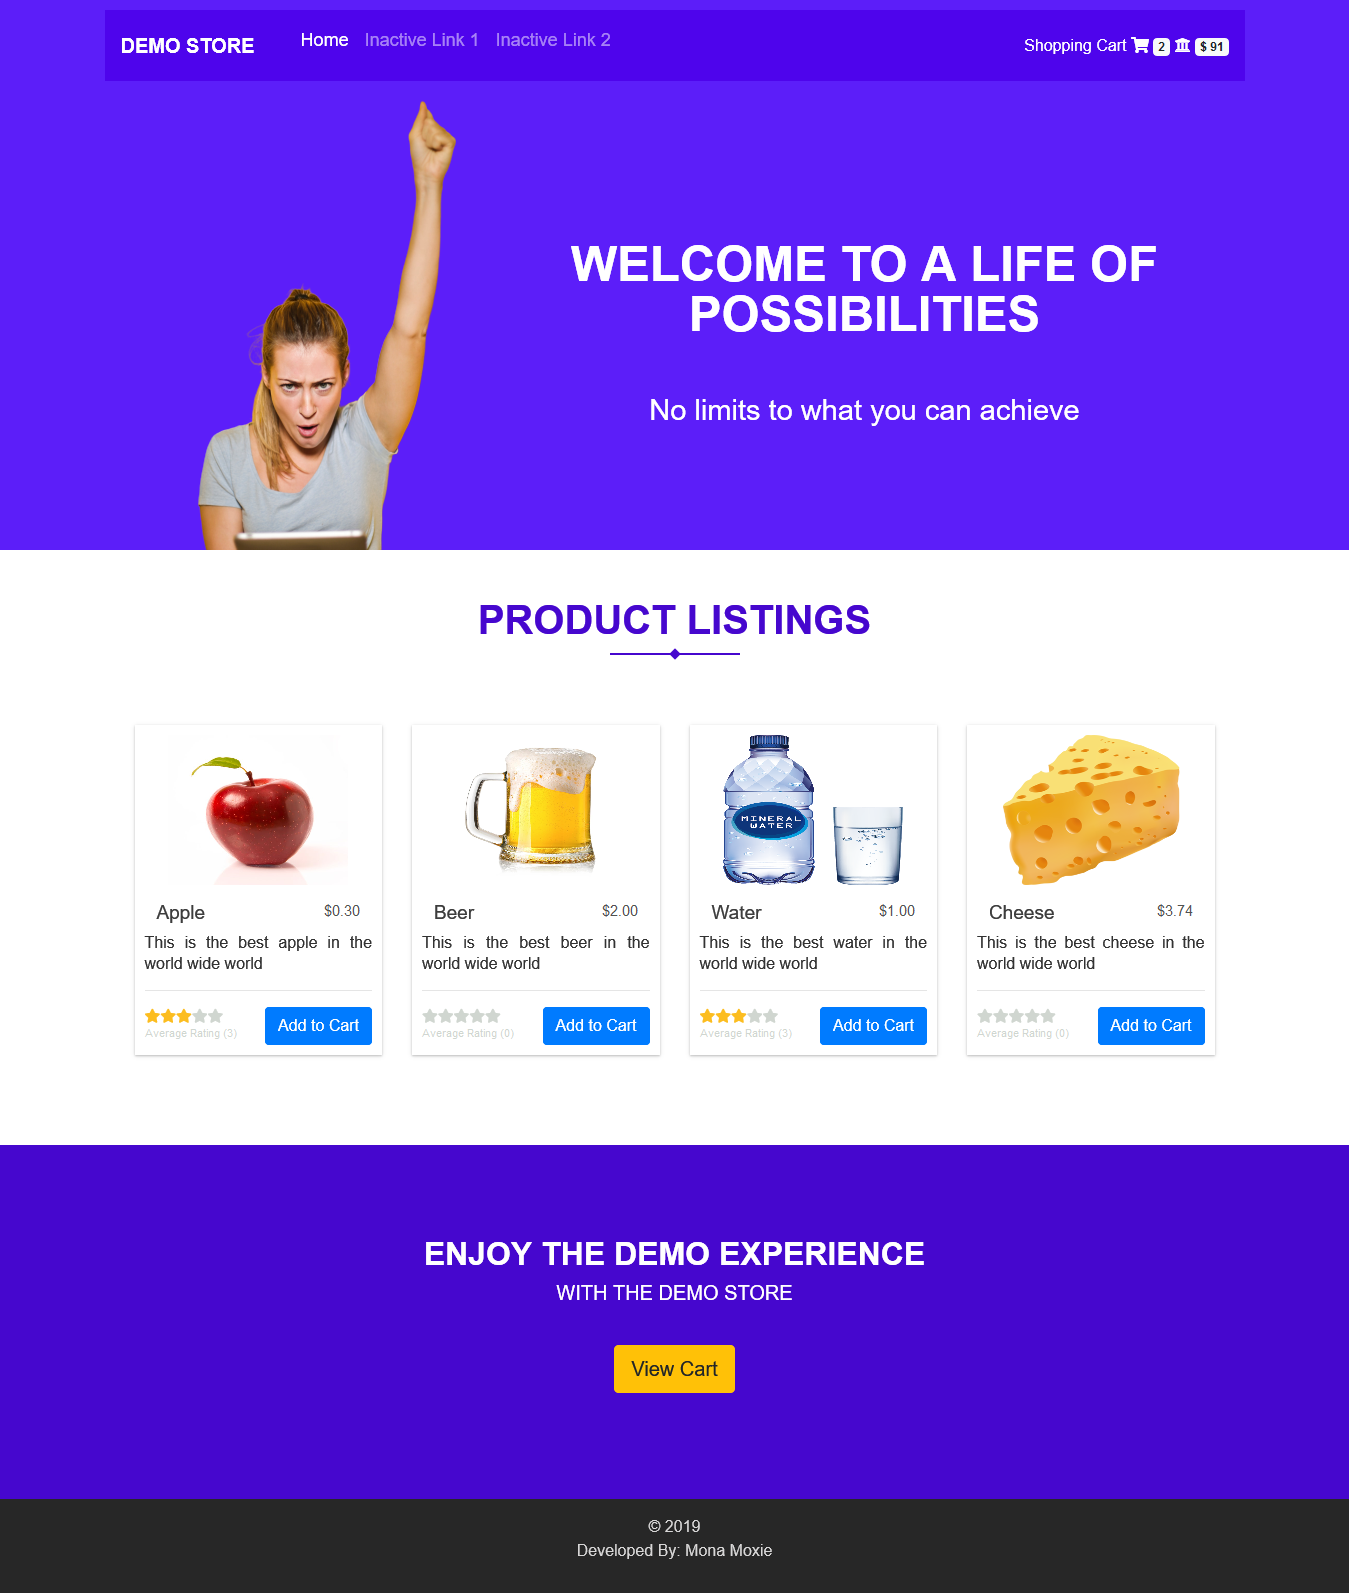 DEMO STORE Home Inactive Link 1 Inactive Link 2 Shopping Cart 2 $ 91
WELCOME TO A LIFE OF
POSSIBILITIES
No limits to what you can achieve
PRODUCT LISTINGS
MINERAL
WATER
Apple $0.30
This is the best apple in the
world wide world
Average Rating (3)
Add to Cart
Beer $2.00
This is the best beer in the
world wide world
Average Rating (0)
Add to Cart
Water $1.00
This is the best water in the
world wide world
Average Rating (3)
Add to Cart
Cheese $3.74
This is the best cheese in the
world wide world
Average Rating (0)
Add to Cart
ENJOY THE DEMO EXPERIENCE
WITH THE DEMO STORE
View Cart
© 2019
Developed By: Mona Moxie